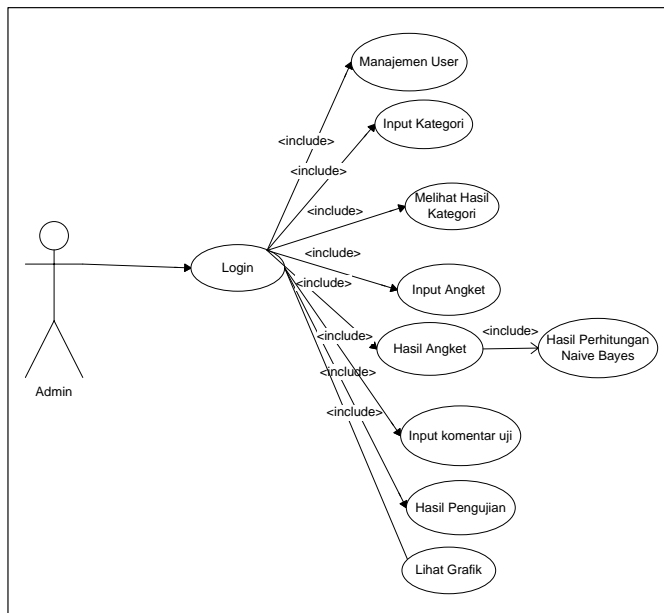 Manajemen User
Input Kategori
<include>
<include>
<include>
Melihat Hasil
Kategori
<include>
<include>
Login
Input Angket
<include>
Hasil Angket
<include>
Hasil Perhitungan
Naive Bayes
<include>
<include>
Admin
Input komentar uji
Hasil Pengujian
Lihat Grafik